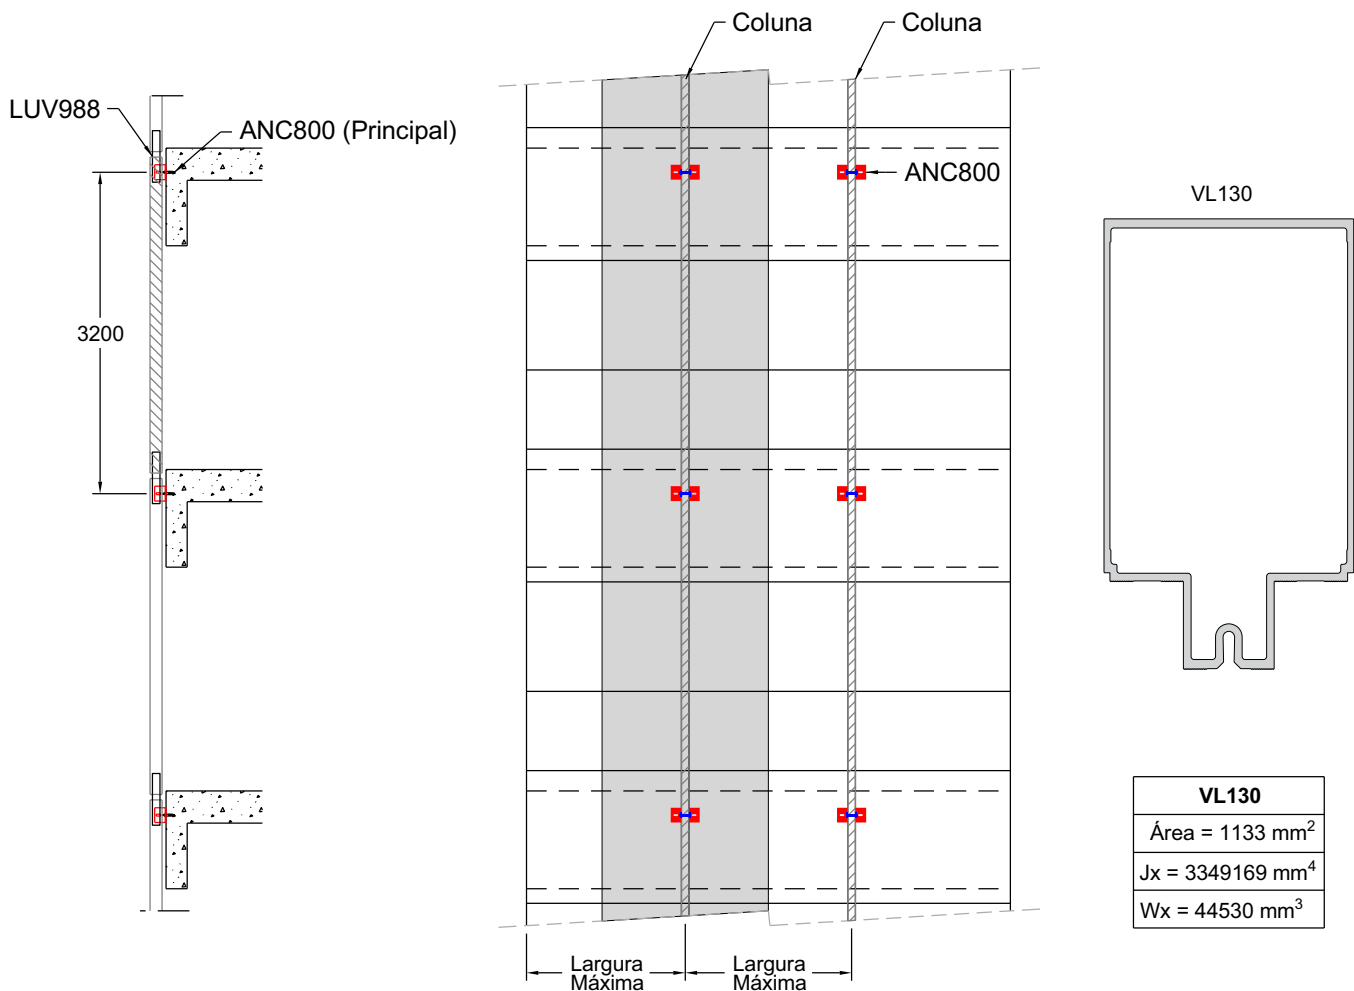 Coluna
Coluna
LUV988
ANC800 (Principal)
ANC800
VL130
3200
VL130
Área = 1133 mm²
Jx = 3349169 mm⁴
Wx = 44530 mm³
Largura
Máxima
Largura
Máxima